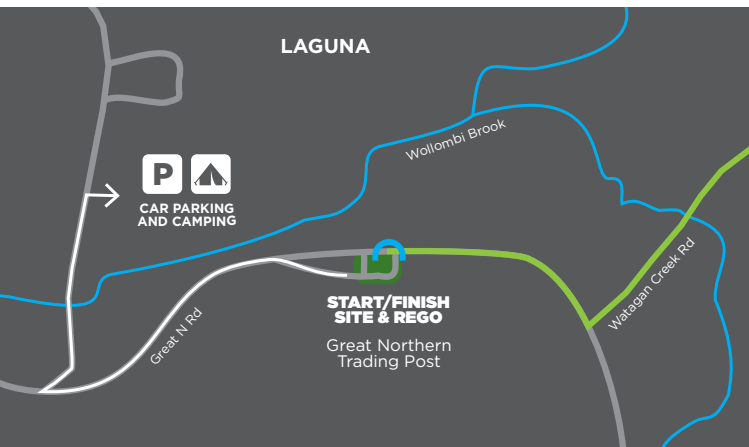 LAGUNA
Wollombi Brook
P
CAR PARKING
AND CAMPING
START/FINISH
SITE & REGO
Great Northern
Trading Post
Great N Rd
Watagan Creek Rd